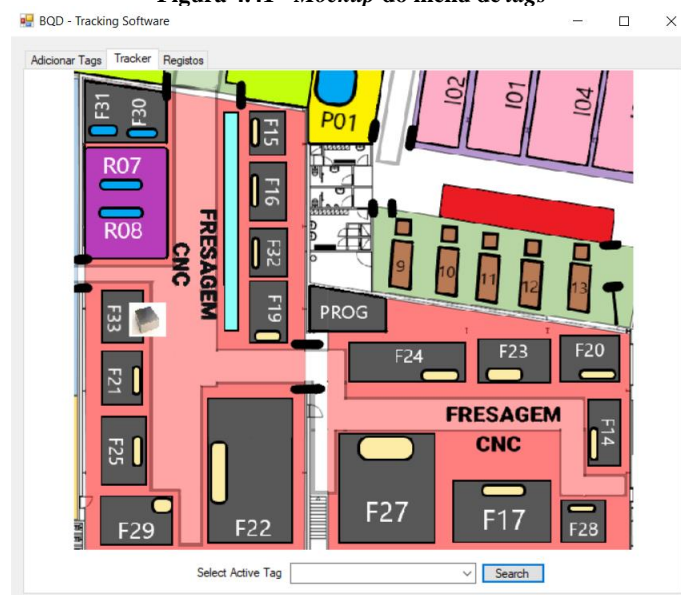 Figura 4.41 - Mockup do menu de tags
BQD - Tracking Software
Adicionar Tags
Tracker
Registos
F31
F30
F15
P01
I02
I01
I04
R07
R08
F16
F32
F19
FRESAGEM
CNC
9
10
11
12
13
F33
PROG
F24
F23
F20
F21
FRESAGEM
CNC
F14
F25
F29
F22
F27
F17
F28
Select Active Tag
Search